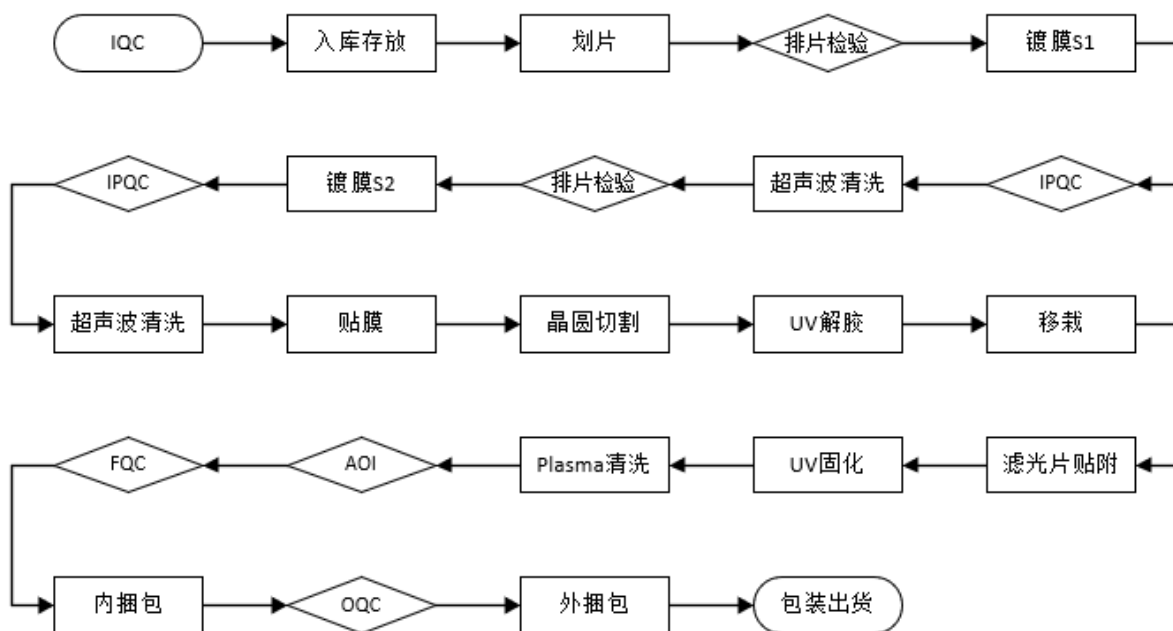 IQC
入库存放
划片
排片检验
镀膜S1
IPQC
超声波清洗
排片检验
镀膜S2
IPQC
超声波清洗
贴膜
晶圆切割
UV解胶
移栽
滤光片贴附
UV固化
Plasma清洗
AOI
FQC
内捆包
OQC
外捆包
包装出货